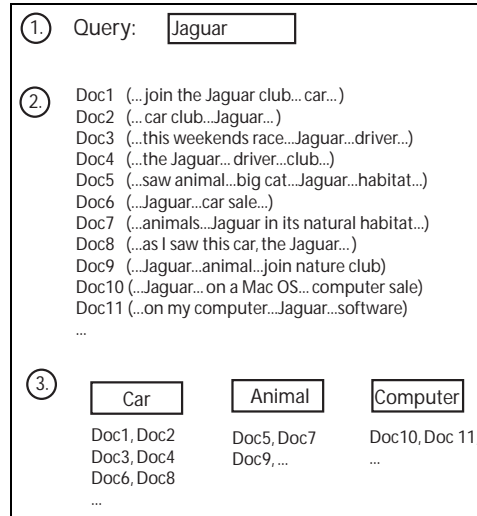 1. Query: Jaguar
2.
Doc1 (...join the Jaguar club...car...)
Doc2 (...car club...Jaguar...)
Doc3 (...this weekends race...Jaguar...driver...)
Doc4 (...the Jaguar...driver...club...)
Doc5 (...saw animal...big cat...Jaguar...habitat...)
Doc6 (...Jaguar...car sale...)
Doc7 (...animals...Jaguar in its natural habitat...)
Doc8 (...as I saw this car, the Jaguar...)
Doc9 (...Jaguar...animal...join nature club)
Doc10 (...Jaguar...on a Mac OS...computer sale)
Doc11 (...on my computer...Jaguar...software)
...
3.
Car Animal Computer
Doc1, Doc2 Doc5, Doc7 Doc10, Doc 11
Doc3, Doc4 Doc9, ... ...
Doc6, Doc8
...